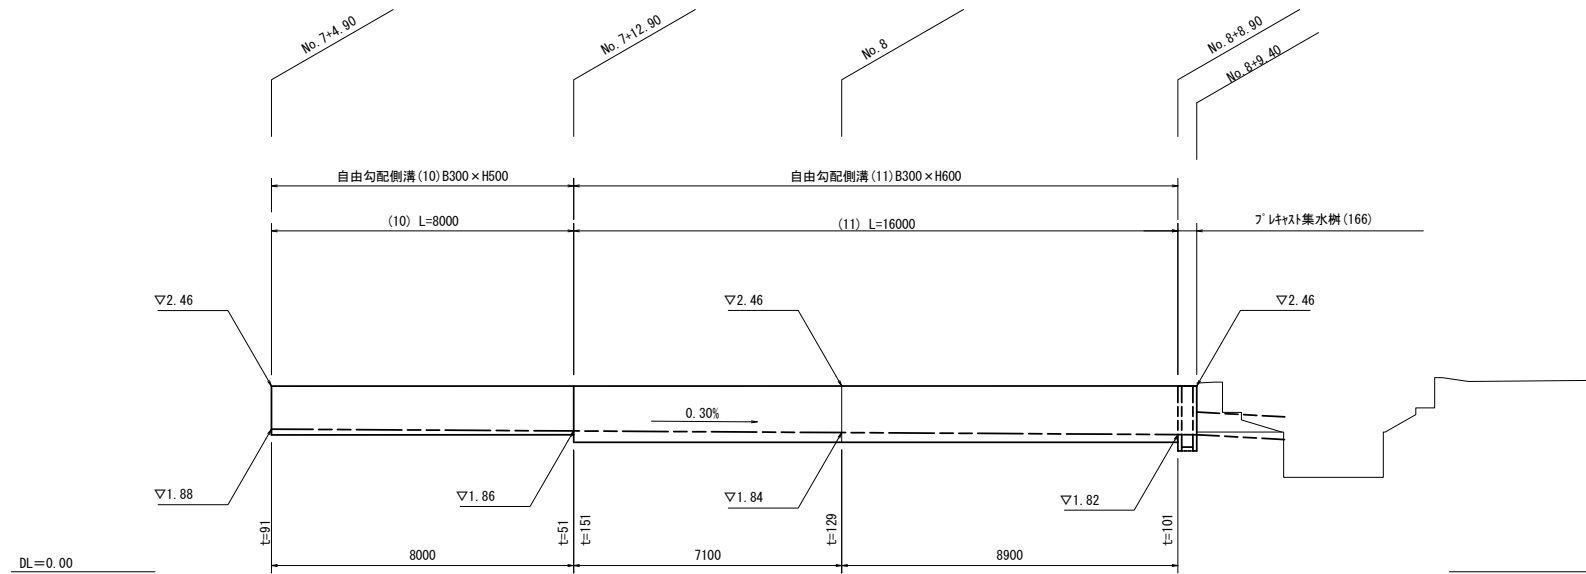 No.7+4.90
No.7+12.90
No.8
No.8+8.90
No.8+9.40
自由勾配側溝(10)B300×H500
自由勾配側溝(11)B300×H600
(10) L=8000
(11) L=16000
プレキャスト集水桝(166)
▽2.46
▽2.46
▽2.46
0.30%
▽1.88
▽1.86
▽1.84
▽1.82
t=91
t=51
t=151
t=129
t=101
8000
7100
8900
DL=0.00